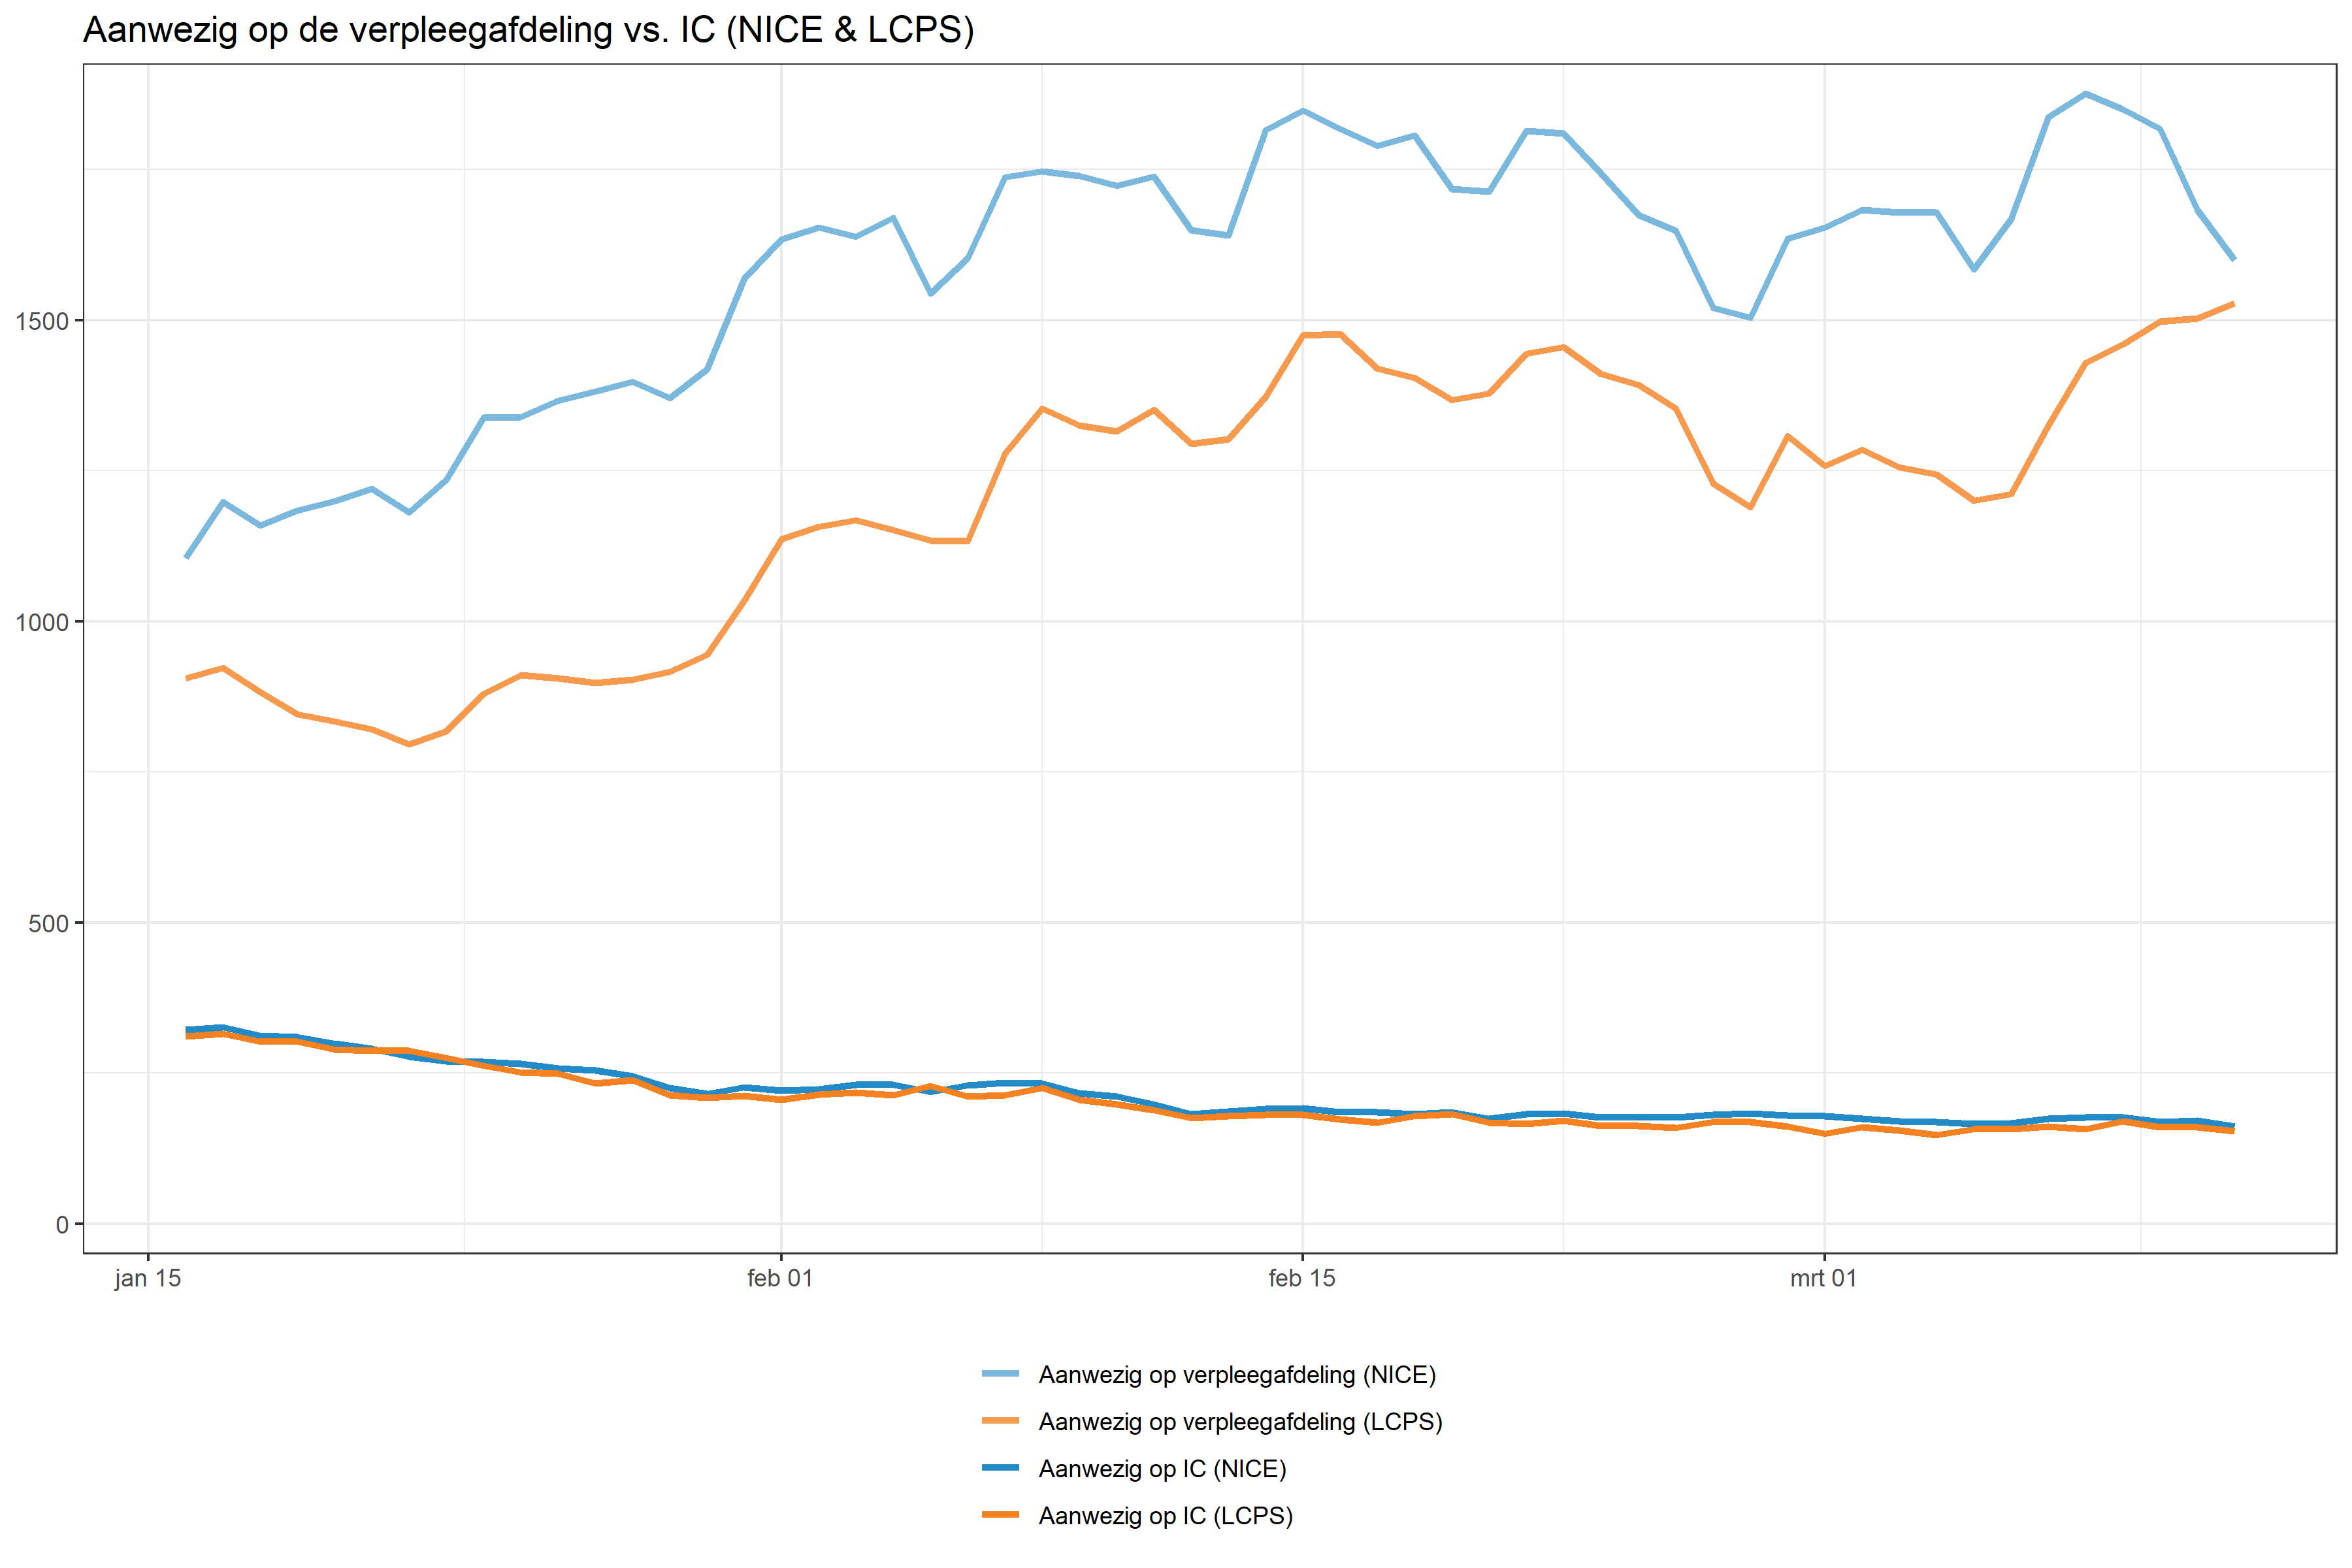 Aanwezig op de verpleegafdeling vs. IC (NICE & LCPS)
1500
1000
500
0
jan 15 feb 01 feb 15 mrt 01
Aanwezig op verpleegafdeling (NICE)
Aanwezig op verpleegafdeling (LCPS)
Aanwezig op IC (NICE)
Aanwezig op IC (LCPS)